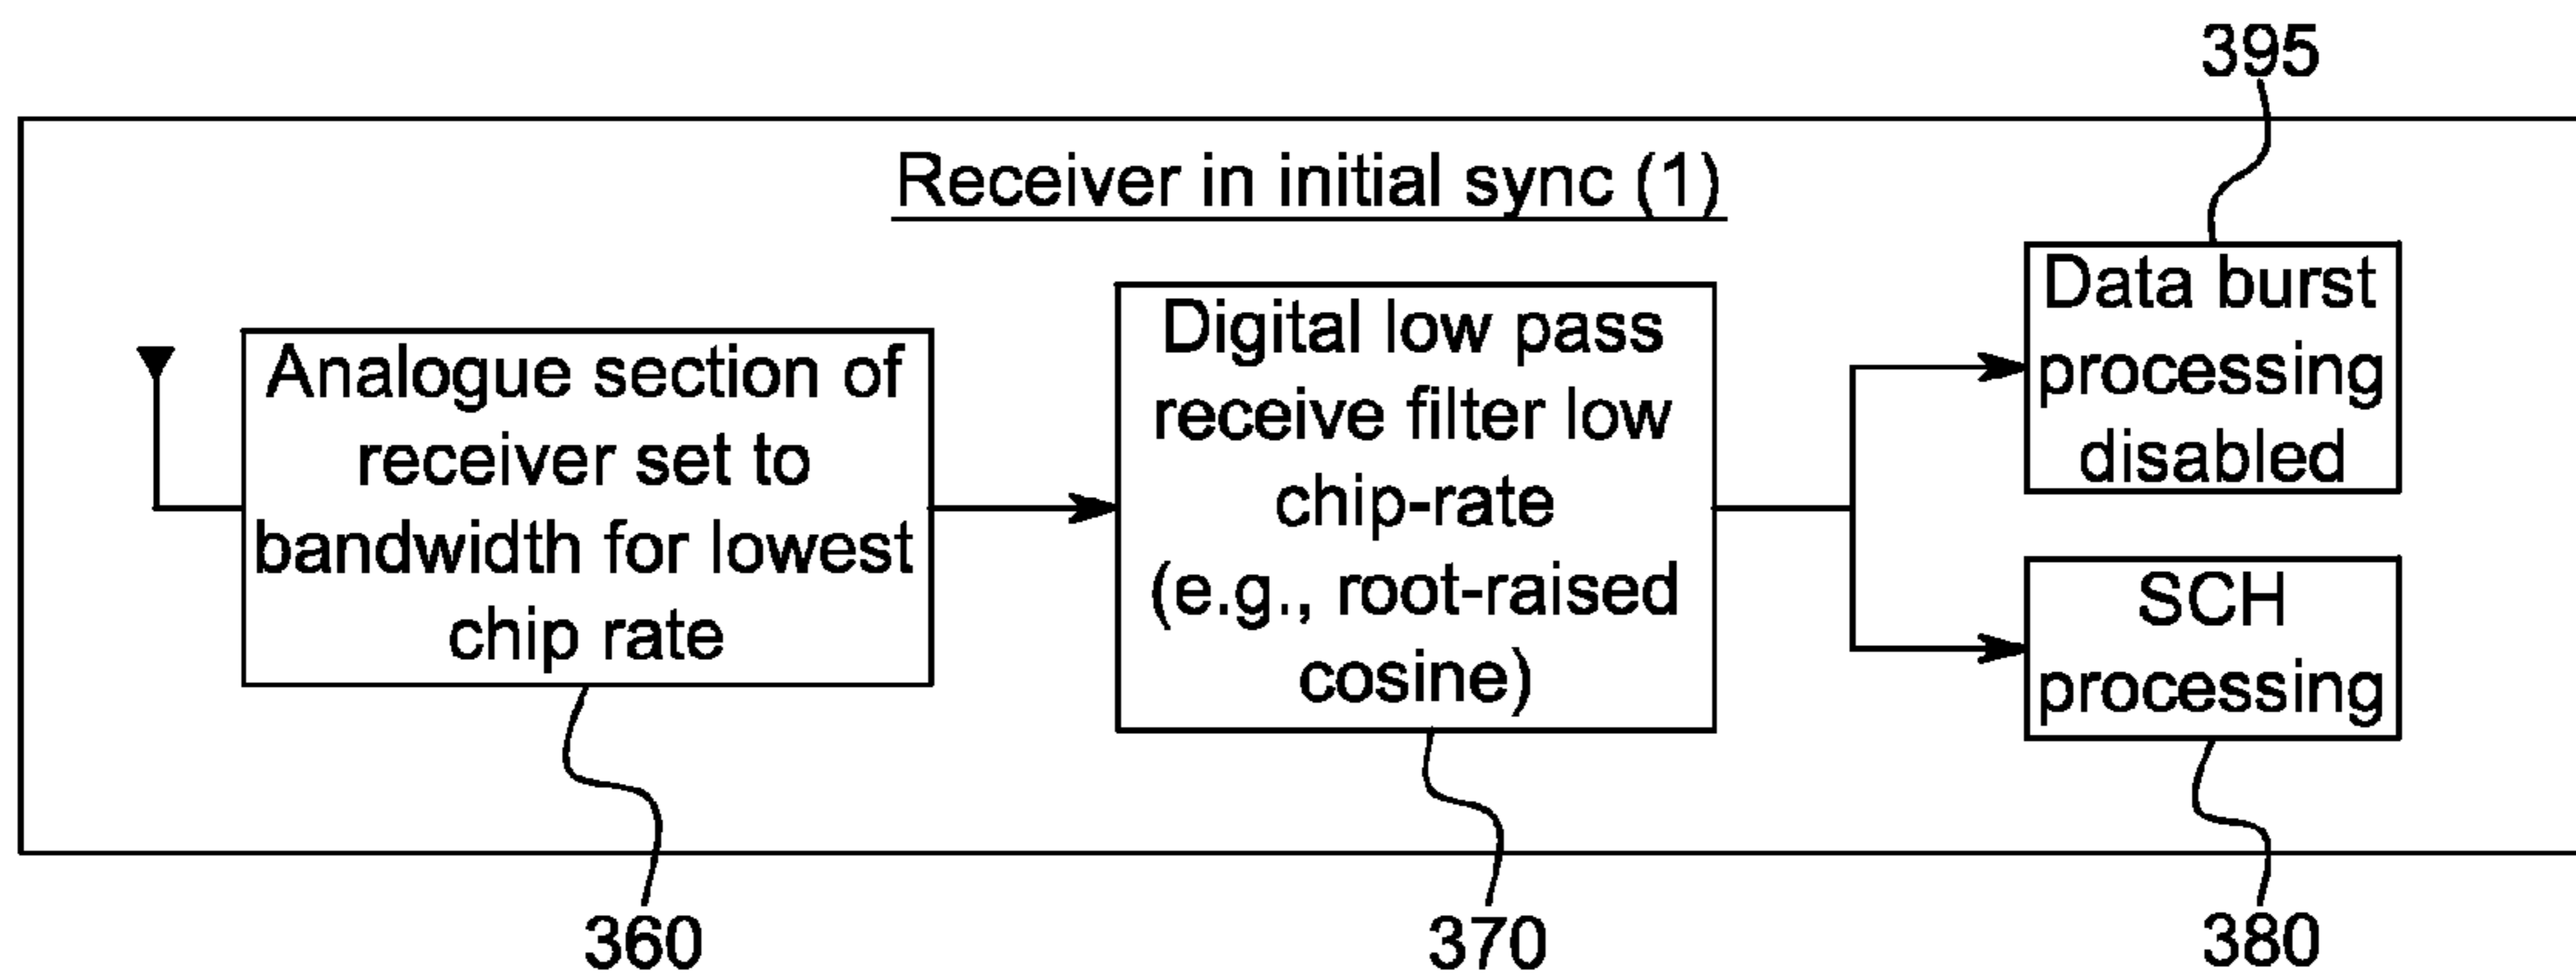 395
Receiver in initial sync (1)
Analogue section of
receiver set to
bandwidth for lowest
chip rate
Digital low pass
receive filter low
chip-rate
(e.g., root-raised
cosine)
Data burst
processing
disabled
SCH
processing
360
370
380